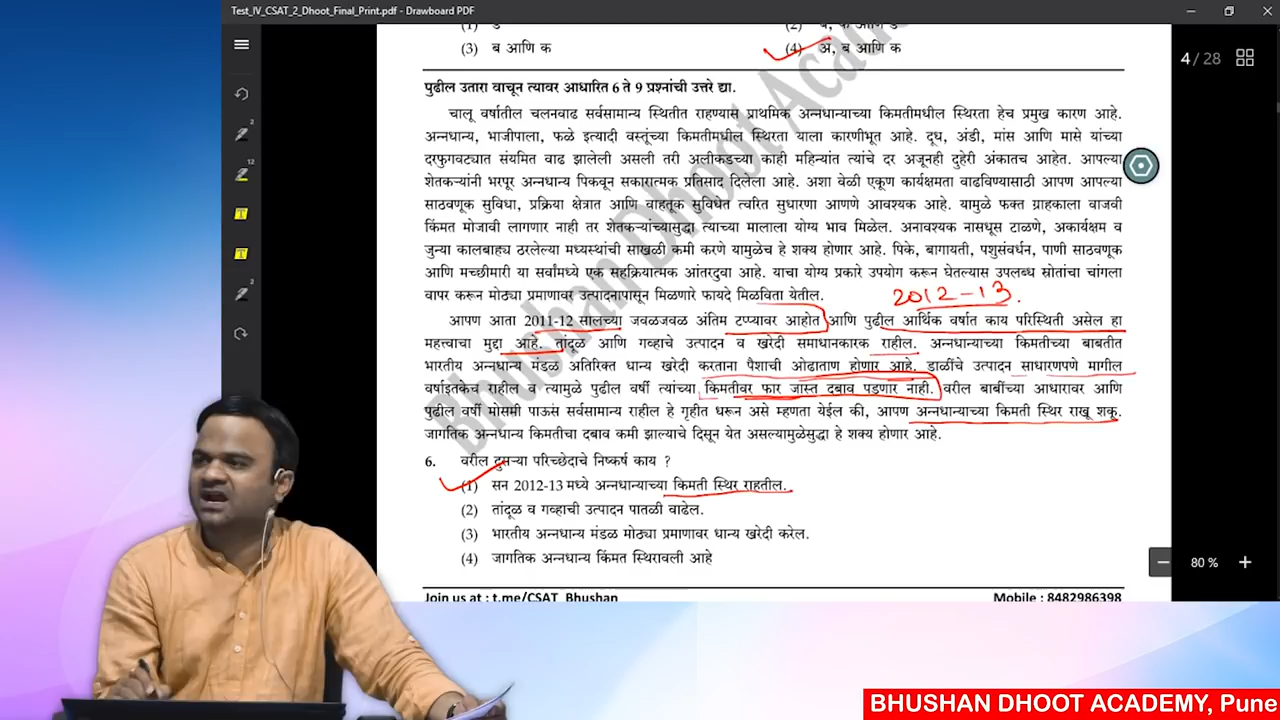 Test_IV_CSAT_2_Dhoot_Final_Print.pdf - Drawboard PDF
(3) ब आणि क
(4) अ, ब आणि क
4 / 28
पुढील उतारा वाचून त्यावर आधारित 6 ते 9 प्रश्नांची उत्तरे द्या.
चालू वर्षातील चलनवाढ सर्वसामान्य स्थितीत राहण्यास प्राथमिक अन्नधान्याच्या किमतीमधील स्थिरता हेच प्रमुख कारण आहे.
अन्नधान्य, भाजीपाला, फळे इत्यादी वस्तूंच्या किमतीमधील स्थिरता याला कारणीभूत आहे. दूध, अंडी, मांस आणि मासे यांच्या
दरफुगवट्यात संयमित वाढ झालेली असली तरी अलीकडच्या काही महिन्यांत त्यांचे दर अजूनही दुहेरी अंकातच आहेत. आपल्या
शेतकऱ्यांनी भरपूर अन्नधान्य पिकवून सकारात्मक प्रतिसाद दिलेला आहे. अशा वेळी एकूण कार्यक्षमता वाढविण्यासाठी आपण आपल्या
साठवणूक सुविधा, प्रक्रिया क्षेत्रात आणि वाहतूक सुविधेत त्वरित सुधारणा आणणे आवश्यक आहे. यामुळे फक्त ग्राहकाला वाजवी
किंमत मोजावी लागणार नाही तर शेतकऱ्यांच्यासुद्धा त्याच्या मालाला योग्य भाव मिळेल. अनावश्यक नासधूस टाळणे, अकार्यक्षम व
जुन्या कालबाह्य ठरलेल्या मध्यस्थांची साखळी कमी करणे यामुळेच हे शक्य होणार आहे. पिके, बागायती, पशुसंवर्धन, पाणी साठवणूक
आणि मच्छीमारी या सर्वांमध्ये एक सहक्रियात्मक आंतरदुवा आहे. याचा योग्य प्रकारे उपयोग करून घेतल्यास उपलब्ध स्रोतांचा चांगला
वापर करून मोठ्या प्रमाणावर उत्पादनापासून मिळणारे फायदे मिळविता येतील.
2012-13.
आपण आता 2011-12 सालच्या जवळजवळ अंतिम टप्प्यावर आहोत आणि पुढील आर्थिक वर्षात काय परिस्थिती असेल हा
महत्त्वाचा मुद्दा आहे. तांदूळ आणि गव्हाचे उत्पादन व खरेदी समाधानकारक राहील. अन्नधान्याच्या किमतीच्या बाबतीत
भारतीय अन्नधान्य मंडळ अतिरिक्त धान्य खरेदी करताना पैशाची ओढाताण होणार आहे. डाळींचे उत्पादन साधारणपणे मागील
वर्षाइतकेच राहील व त्यामुळे पुढील वर्षी त्यांच्या किमतीवर फार जास्त दबाव पडणार नाही. वरील बाबींच्या आधारावर आणि
पुढील वर्षी मोसमी पाऊस सर्वसामान्य राहील हे गृहीत धरून असे म्हणता येईल की, आपण अन्नधान्याच्या किमती स्थिर राखू शकू.
जागतिक अन्नधान्य किमतीचा दबाव कमी झाल्याचे दिसून येत असल्यामुळेसुद्धा हे शक्य होणार आहे.
6. वरील दुसऱ्या परिच्छेदाचे निष्कर्ष काय ?
(1) सन 2012-13 मध्ये अन्नधान्याच्या किमती स्थिर राहतील.
(2) तांदूळ व गव्हाची उत्पादन पातळी वाढेल.
(3) भारतीय अन्नधान्य मंडळ मोठ्या प्रमाणावर धान्य खरेदी करेल.
(4) जागतिक अन्नधान्य किंमत स्थिरावली आहे
80 %
Join us at : t.me/CSAT_Bhushan
Mobile : 8482986398
Bhushan Dhoot Acade
BHUSHAN DHOOT ACADEMY, Pune